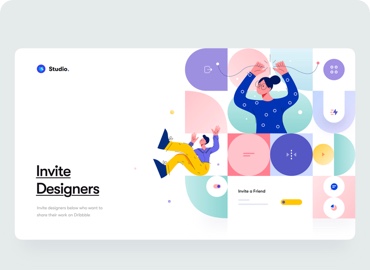 Studio.
Invite
Designers
Invite designers below who want to
share their work on Dribbble
Invite a Friend